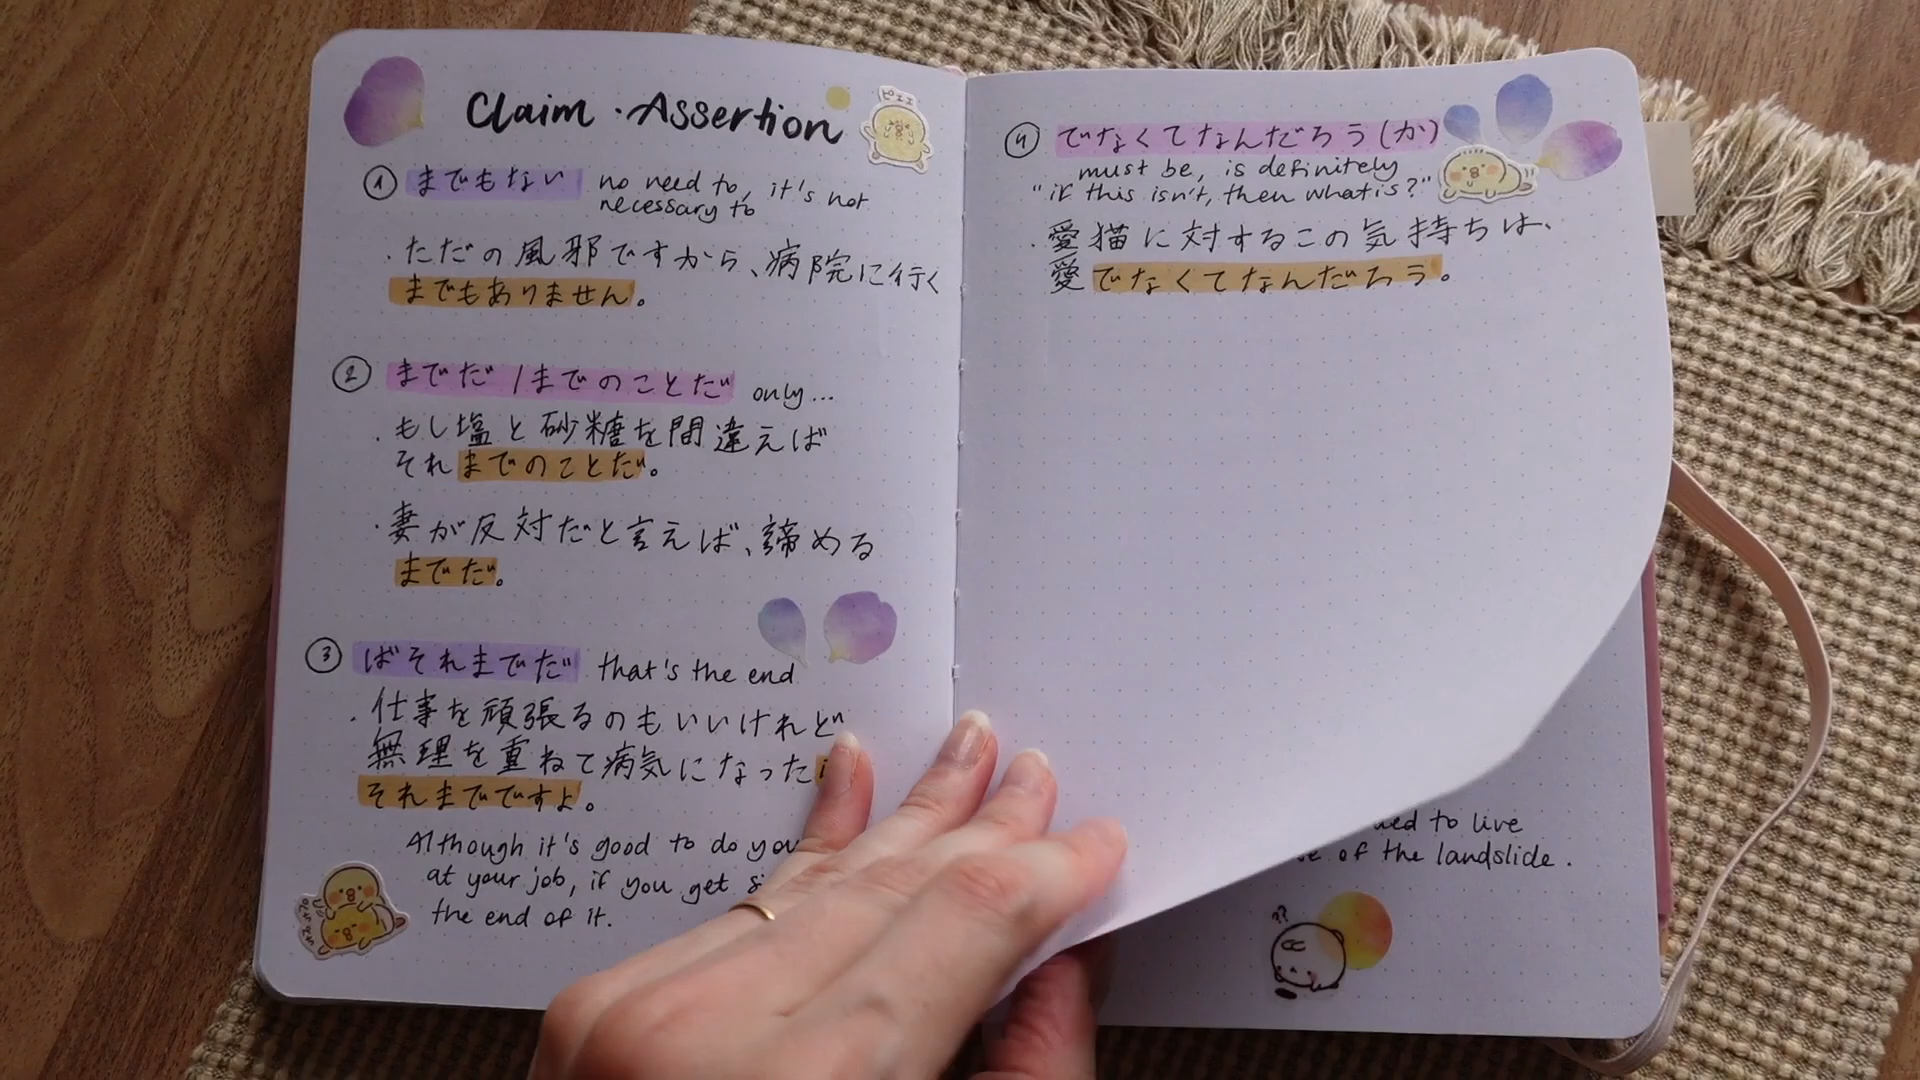 Claim · Assertion
ピエエ
① までもない no need to, it's not
necessary to
・ただの風邪ですから、病院に行く
までもありません。
② までだ/までのことだ only...
・もし塩と砂糖を間違えば
それまでのことだ。
・妻が反対だと言えば、諦める
までだ。
③ ばそれまでだ that's the end
・仕事を頑張るのもいいけれど
無理を重ねて病気になった
それまでですよ。
Although it's good to do
at your job, if you get
the end of it.
④ でなくてなんだろう(か)
must be, is definitely
"if this isn't, then what is?"
・愛猫に対するこの気持ちは、
愛でなくてなんだろう。
to live
of the landslide.
??